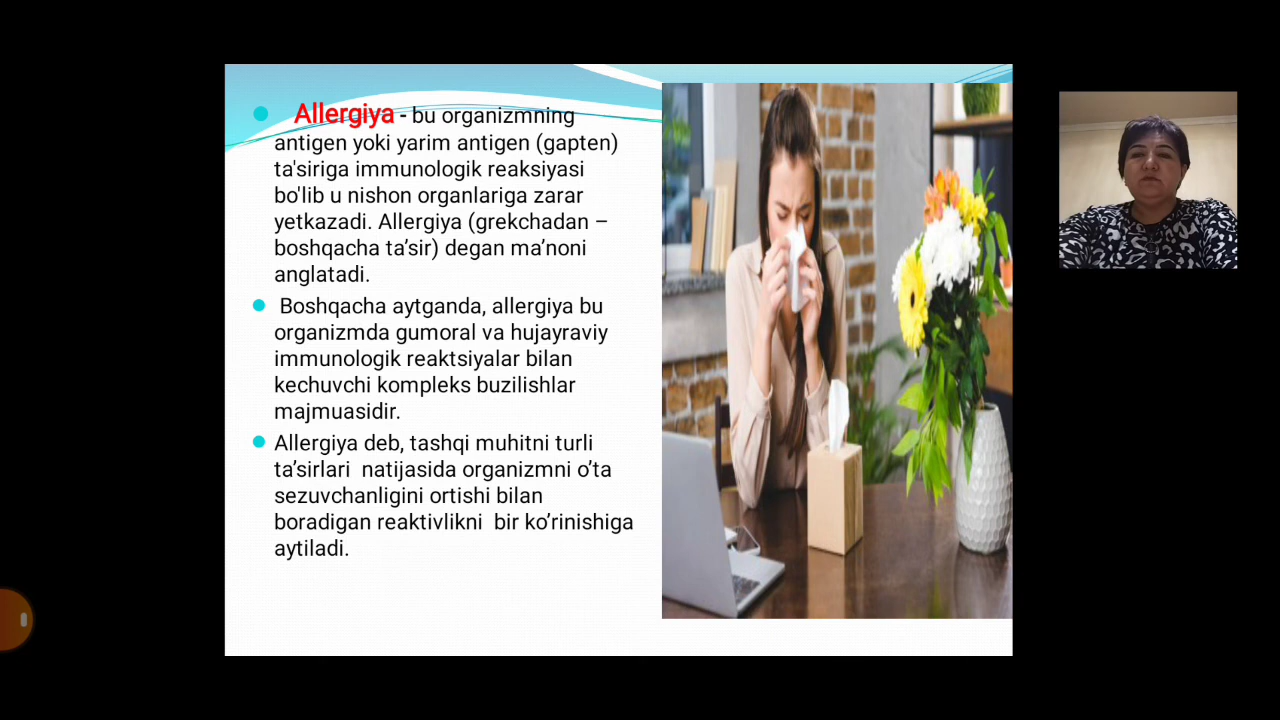 Allergiya - bu organizmning
antigen yoki yarim antigen (gapten)
ta'siriga immunologik reaksiyasi
bo'lib u nishon organlariga zarar
yetkazadi. Allergiya (grekchadan –
boshqacha ta’sir) degan ma’noni
anglatadi.
Boshqacha aytganda, allergiya bu
organizmda gumoral va hujayraviy
immunologik reaktsiyalar bilan
kechuvchi kompleks buzilishlar
majmuasidir.
Allergiya deb, tashqi muhitni turli
ta’sirlari natijasida organizmni o’ta
sezuvchanligini ortishi bilan
boradigan reaktivlikni bir ko’rinishiga
aytiladi.